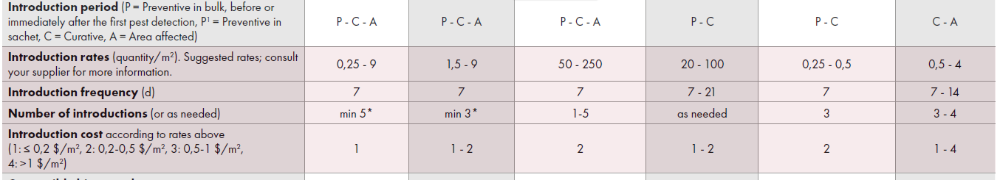 Introduction period (P = Preventive in bulk, before or
immediately after the first pest detection, P¹ = Preventive in
sachet, C = Curative, A = Area affected)
P - C - A
P - C - A
P - C - A
P - C
P - C
C - A
Introduction rates (quantity/m²). Suggested rates; consult
your supplier for more information.
0,25 - 9
1,5 - 9
50 - 250
20 - 100
0,25 - 0,5
0,5 - 4
Introduction frequency (d)
7
7
7
7 - 21
7
7 - 14
Number of introductions (or as needed)
min 5*
min 3*
1-5
as needed
3
3 - 4
Introduction cost according to rates above
(1:≤ 0,2 $/m², 2: 0,2-0,5 $/m², 3: 0,5-1 $/m²,
4: >1 $/m²)
1
1 - 2
2
1 - 2
2
1 - 4